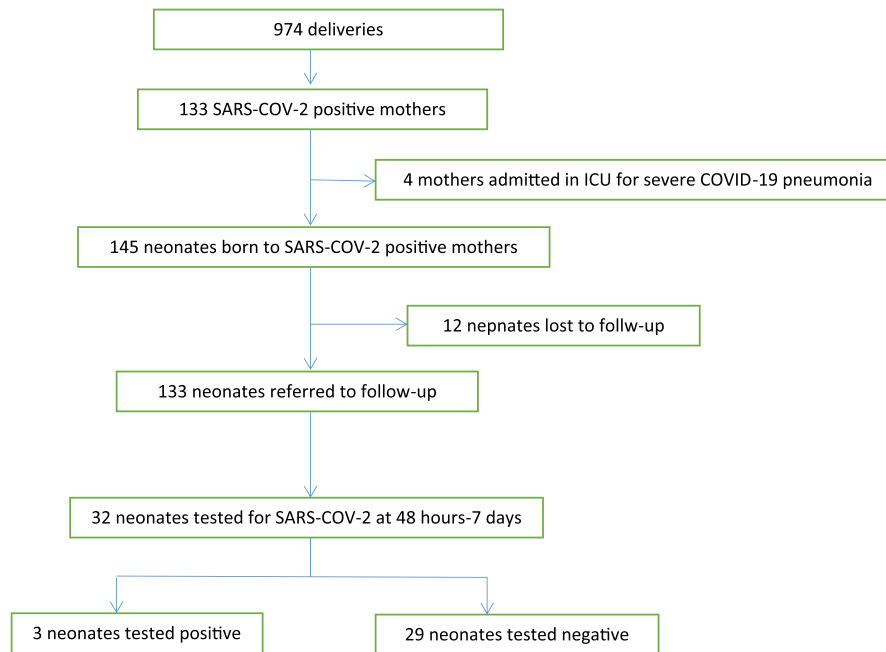 974 deliveries
133 SARS-COV-2 positive mothers
4 mothers admitted in ICU for severe COVID-19 pneumonia
145 neonates born to SARS-COV-2 positive mothers
12 nepnates lost to follw-up
133 neonates referred to follow-up
32 neonates tested for SARS-COV-2 at 48 hours-7 days
3 neonates tested positive
29 neonates tested negative